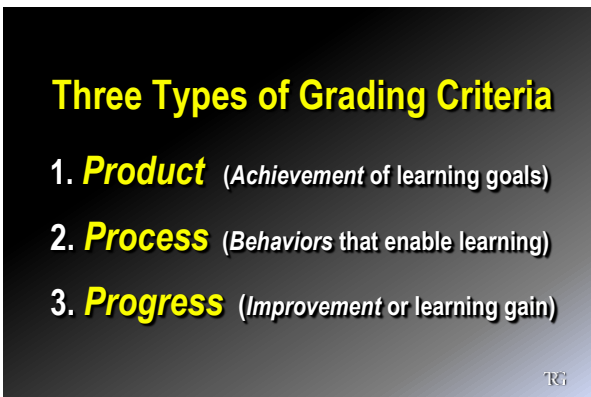 Three Types of Grading Criteria
1. Product (Achievement of learning goals)
2. Process (Behaviors that enable learning)
3. Progress (Improvement or learning gain)
TRG